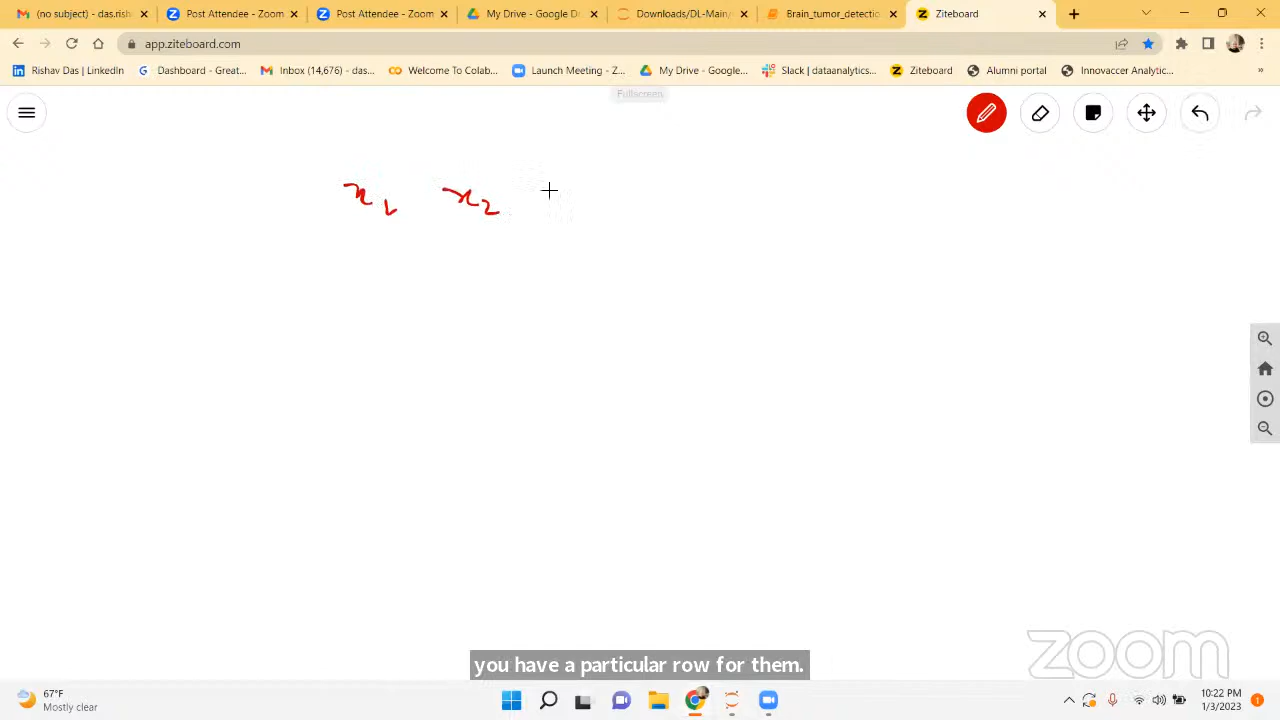 (no subject) - das.rish
Post Attendee - Zoom
Post Attendee - Zoom
My Drive - Google D
Downloads/DL-Main/
Brain_tumor_detectio
Ziteboard
app.ziteboard.com
Rishav Das | LinkedIn
Dashboard - Great...
Inbox (14,676) - das...
Welcome To Colab...
Launch Meeting - Z...
My Drive - Google...
Slack | dataanalytics...
Ziteboard
Alumni portal
Innovaccer Analytic...
»
Fullscreen
x₁ x₂
you have a particular row for them.
zoom
67°F
Mostly clear
10:22 PM
1/3/2023
1